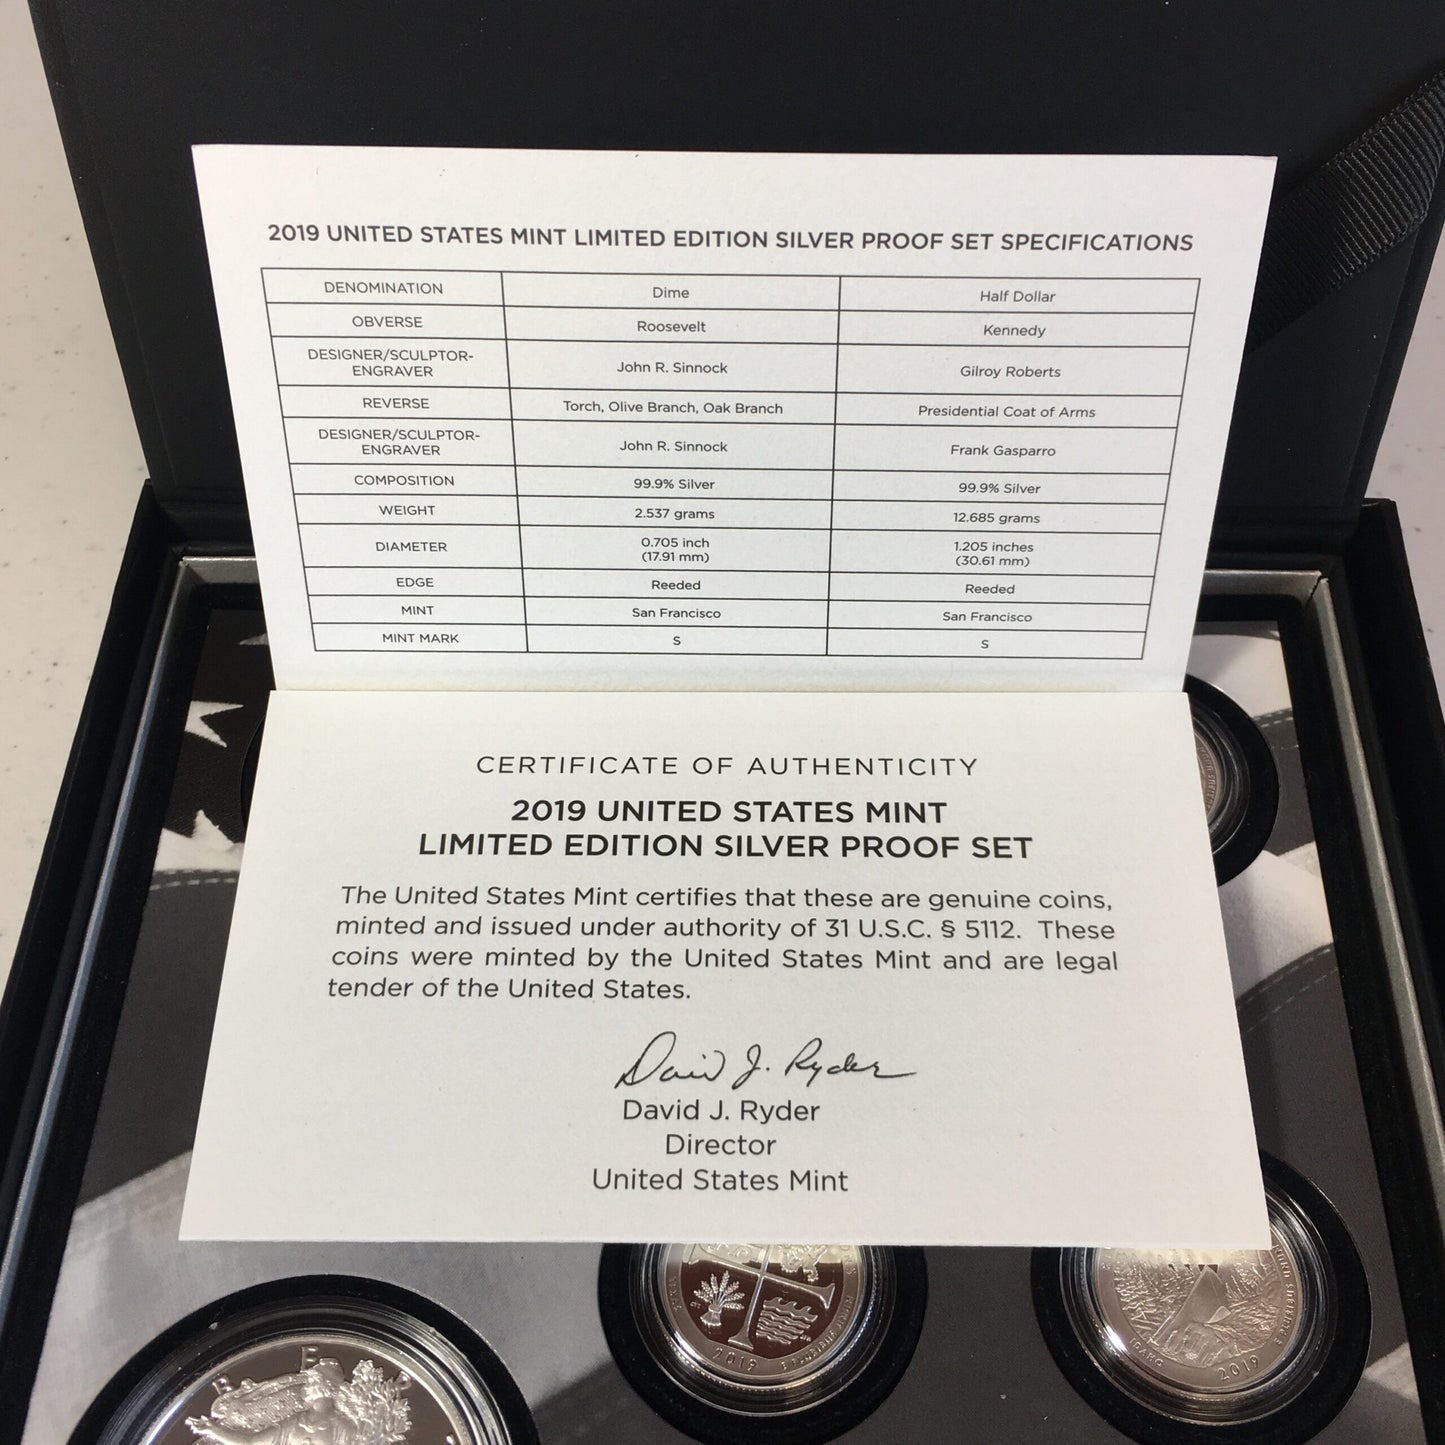 2019 UNITED STATES MINT LIMITED EDITION SILVER PROOF SET SPECIFICATIONS
DENOMINATION Dime Half Dollar
OBVERSE Roosevelt Kennedy
DESIGNER/SCULPTOR-
ENGRAVER John R. Sinnock Gilroy Roberts
REVERSE Torch, Olive Branch, Oak Branch Presidential Coat of Arms
DESIGNER/SCULPTOR-
ENGRAVER John R. Sinnock Frank Gasparro
COMPOSITION 99.9% Silver 99.9% Silver
WEIGHT 2.537 grams 12.685 grams
DIAMETER 0.705 inch 1.205 inches
(17.91 mm) (30.61 mm)
EDGE Reeded Reeded
MINT San Francisco San Francisco
MINT MARK S S
CERTIFICATE OF AUTHENTICITY
2019 UNITED STATES MINT
LIMITED EDITION SILVER PROOF SET
The United States Mint certifies that these are genuine coins,
minted and issued under authority of 31 U.S.C. § 5112. These
coins were minted by the United States Mint and are legal
tender of the United States.
David J. Ryder
David J. Ryder
Director
United States Mint
2019
IDAHO 2019